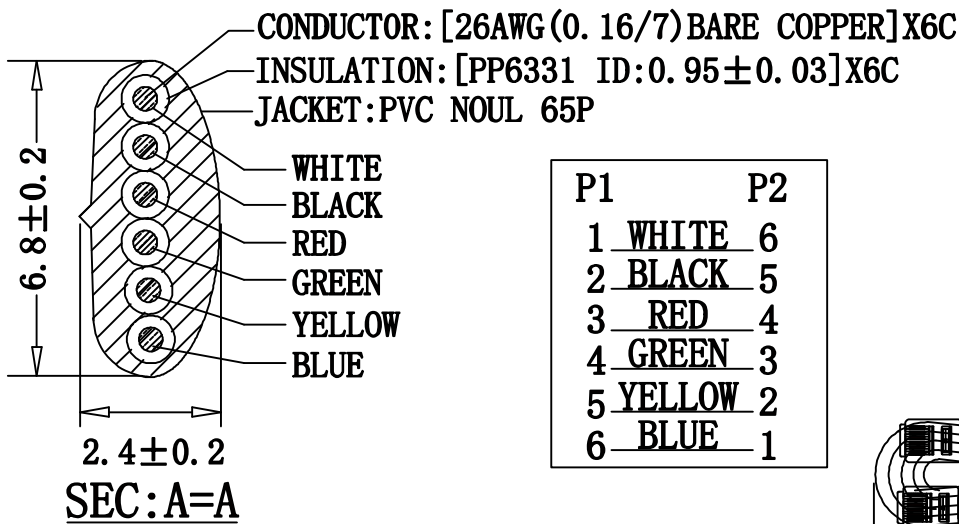 CONDUCTOR:[26AWG(0.16/7)BARE COPPER]X6C
INSULATION:[PP6331 ID:0.95±0.03]X6C
JACKET:PVC NOUL 65P
WHITE
BLACK
RED
GREEN
YELLOW
BLUE
6.8±0.2
2.4±0.2
SEC:A=A
P1 P2
1 WHITE 6
2 BLACK 5
3 RED 4
4 GREEN 3
5 YELLOW 2
6 BLUE 1